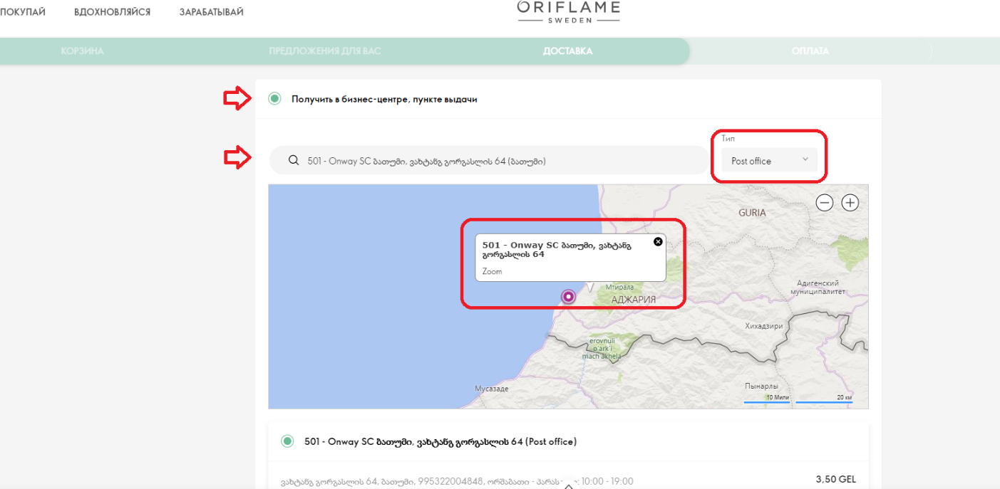 ПОКУПАЙ ВДОХНОВЛЯЙСЯ ЗАРАБАТЫВАЙ
ORIFLAME
SWEDEN
КОРЗИНА ПРЕДЛОЖЕНИЯ ДЛЯ ВАС ДОСТАВКА ОПЛАТА
Получить в бизнес-центре, пункте выдачи
Тип
501 - Onway SC ბათუმი, ვახტანგ გორგასლის 64 (ბათუმი)
Post office
GURIA
501 - Onway SC ბათუმი, ვახტანგ
გორგასლის 64
Zoom
Мтирала
АДЖАРИЯ
Адигенский
муниципалитет
Хихадзири
erovnuli
p'ark'i
mach'akhela
Мусазаде
Пынарлы
10 Мили 20 км
501 - Onway SC ბათუმი, ვახტანგ გორგასლის 64 (Post office)
ვახტანგ გორგასლის 64, ბათუმი, 995322004848, ორშაბათი - 10:00 - 19:00
3,50 GEL